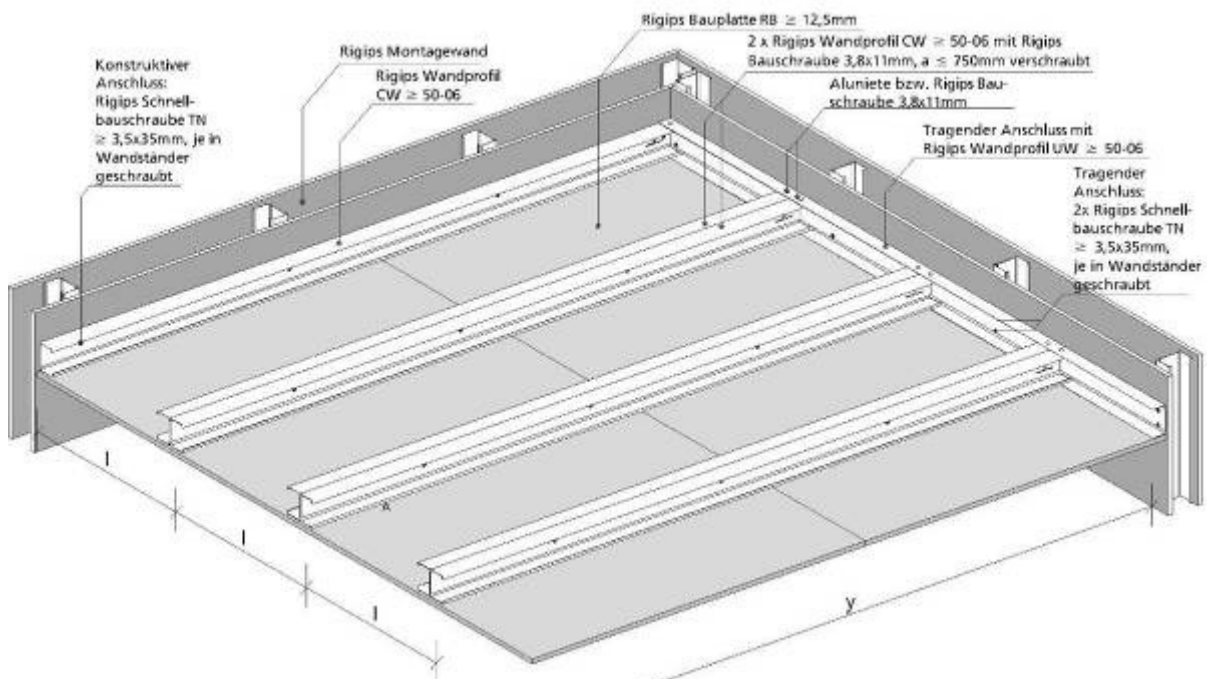 Rigips Bauplatte RB ≥ 12,5mm
2 x Rigips Wandprofil CW ≥ 50-06 mit Rigips
Bauschraube 3,8x11mm, a ≤ 750mm verschraubt
Rigips Montagewand
Rigips Wandprofil
CW ≥ 50-06
Konstruktiver
Anschluss:
Rigips Schnell-
bauschraube TN
≥ 3,5x35mm, je in
Wandständer
geschraubt
Aluniete bzw. Rigips Bau-
schraube 3,8x11mm
Tragender Anschluss mit
Rigips Wandprofil UW ≥ 50-06
Tragender
Anschluss:
2x Rigips Schnell-
bauschraube TN
≥ 3,5x35mm,
je in Wandständer
geschraubt
A
l
l
l
y